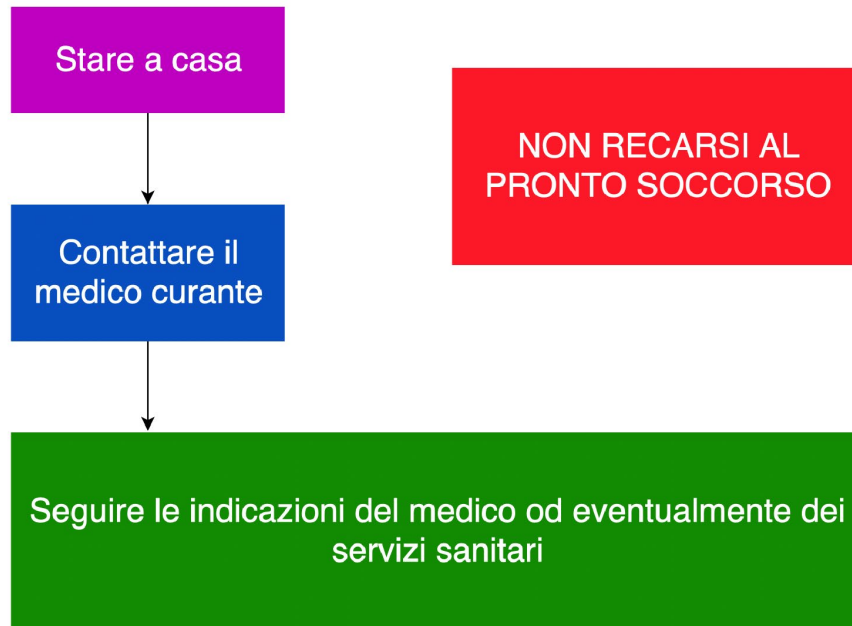 Stare a casa
NON RECARSI AL
PRONTO SOCCORSO
Contattare il
medico curante
Seguire le indicazioni del medico od eventualmente dei
servizi sanitari